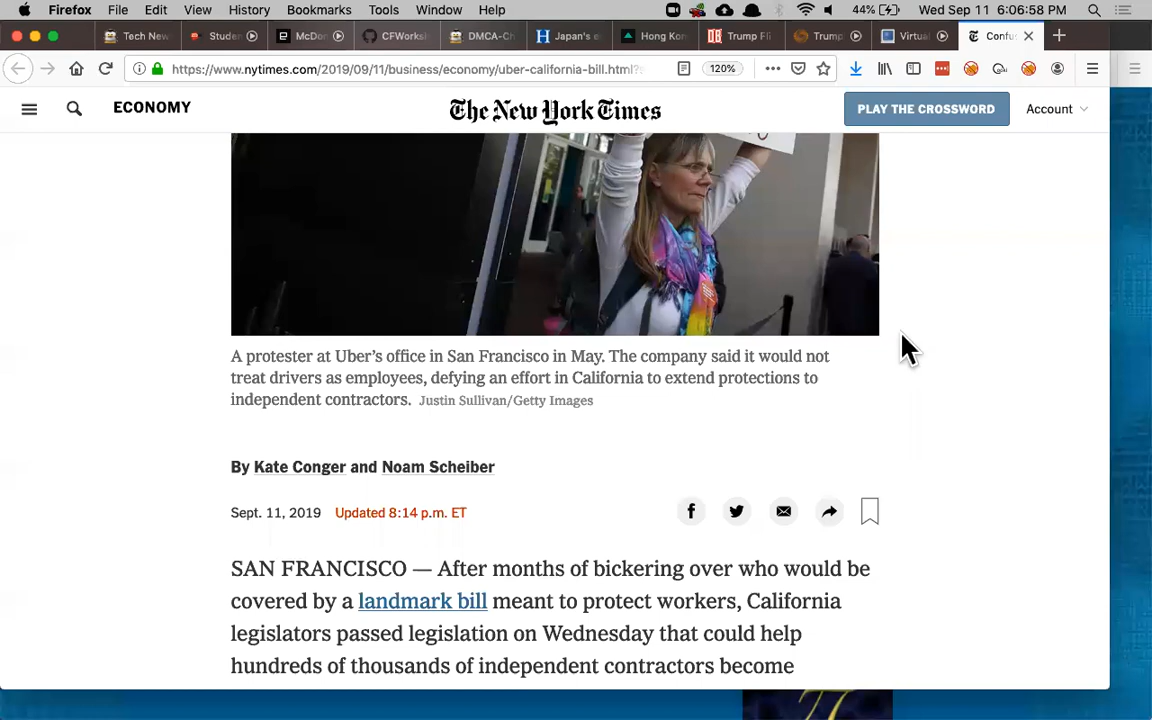 Firefox File Edit View History Bookmarks Tools Window Help 44% Wed Sep 11 6:06:58 PM
Tech New Studen McDon CFWorks DMCA-Ch Japan's e Hong Kon Trump Fli Trump Virtual Confu
https://www.nytimes.com/2019/09/11/business/economy/uber-california-bill.html? 120%
ECONOMY The New York Times PLAY THE CROSSWORD Account
A protester at Uber’s office in San Francisco in May. The company said it would not
treat drivers as employees, defying an effort in California to extend protections to
independent contractors. Justin Sullivan/Getty Images
By Kate Conger and Noam Scheiber
Sept. 11, 2019 Updated 8:14 p.m. ET
SAN FRANCISCO — After months of bickering over who would be
covered by a landmark bill meant to protect workers, California
legislators passed legislation on Wednesday that could help
hundreds of thousands of independent contractors become